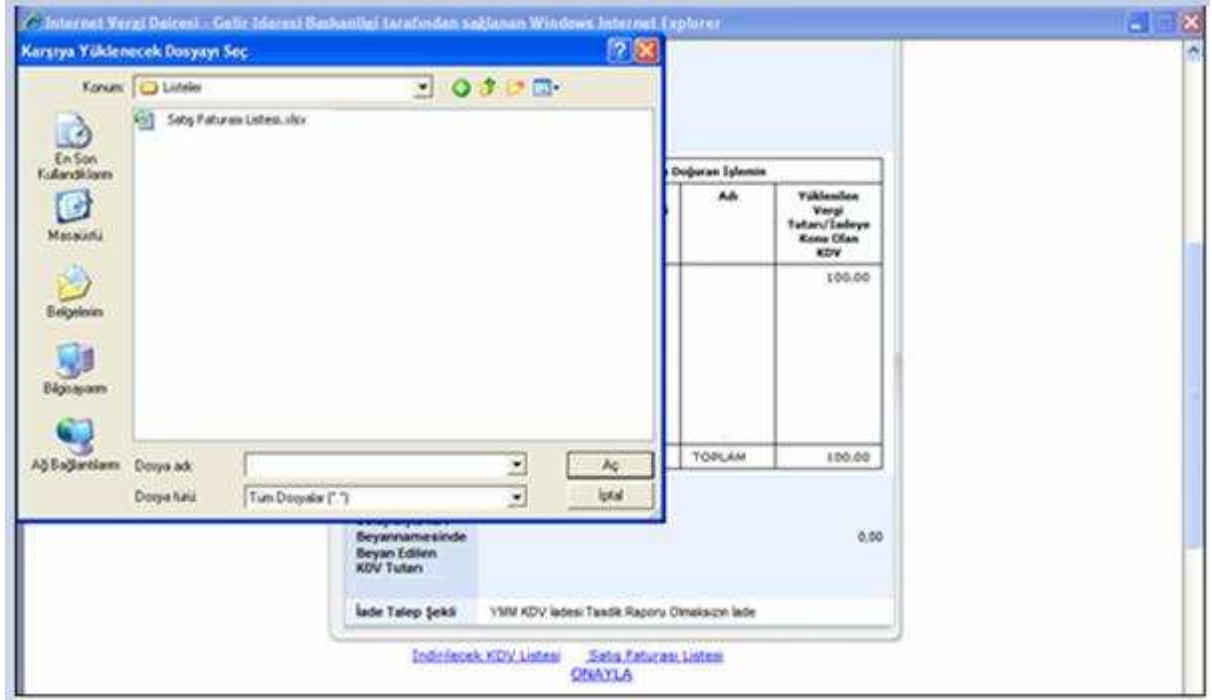 Internet Vergi Dairesi - Gelir Idaresi Baskanligi tarafından sağlanan Windows Internet Explorer
Karşıya Yüklenecek Dosyayı Seç
Konum: Listeler
Satış Faturası Listesi.xlsx
En Son
Kullandıklarım
Masaüstü
Belgelerim
Bilgisayarım
Ağ Bağlantılarım
Dosya adı:
Aç
Dosya türü:
Tüm Dosyalar (*.*)
İptal
Doğuran İşlemin
Adı
Yüklenilen
Vergi
Tutarı/İadeye
Konu Olan
KDV
100.00
TOPLAM
100.00
Beyannamesinde
Beyan Edilen
KDV Tutarı
0,00
İade Talep Şekli
YMM KDV İadesi Tasdik Raporu Olmaksızın İade
İndirilecek KDV Listesi
Satış Faturası Listesi
ONAYLA